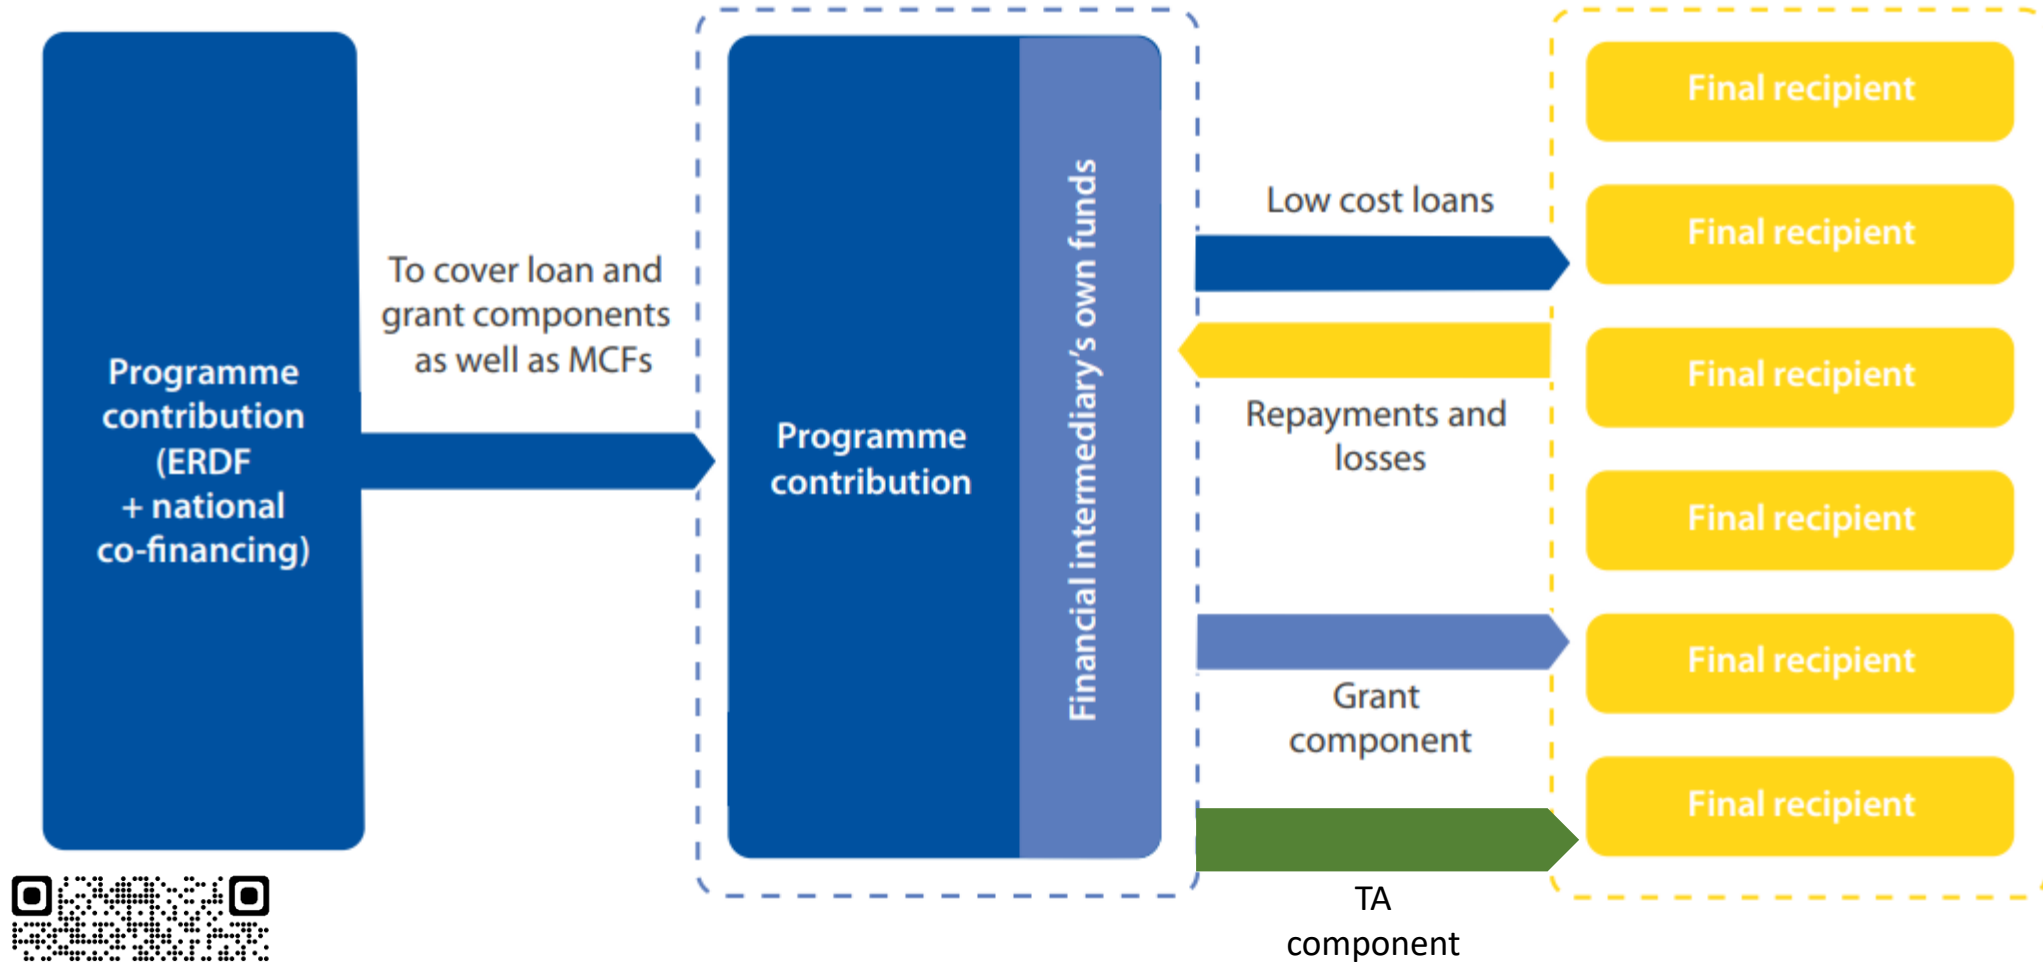 Programme
contribution
(ERDF
+ national
co-financing)
To cover loan and
grant components
as well as MCFs
Programme
contribution
Financial intermediary's own funds
Low cost loans
Repayments and
losses
Grant
component
TA
component
Final recipient
Final recipient
Final recipient
Final recipient
Final recipient
Final recipient